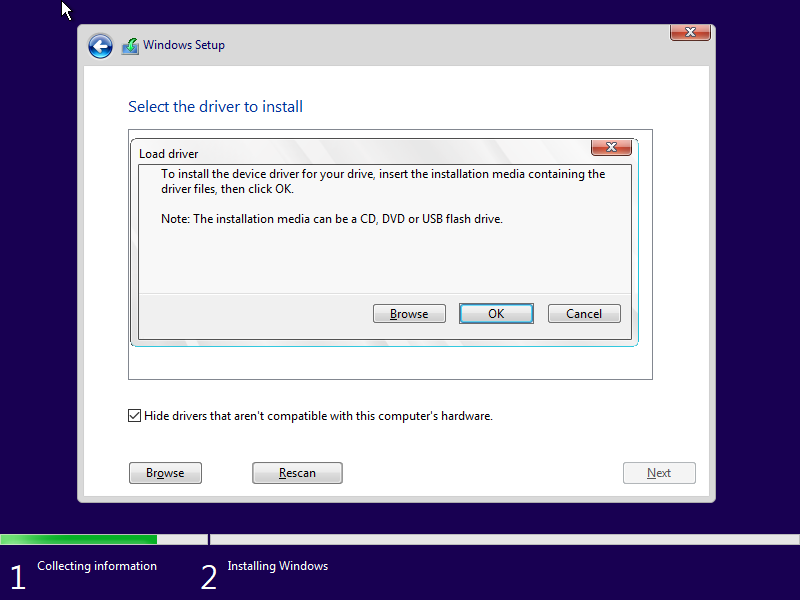 Windows Setup
Select the driver to install
Load driver
To install the device driver for your drive, insert the installation media containing the
driver files, then click OK.
Note: The installation media can be a CD, DVD or USB flash drive.
Browse
OK
Cancel
Hide drivers that aren't compatible with this computer's hardware.
Browse
Rescan
Next
1 Collecting information
2 Installing Windows